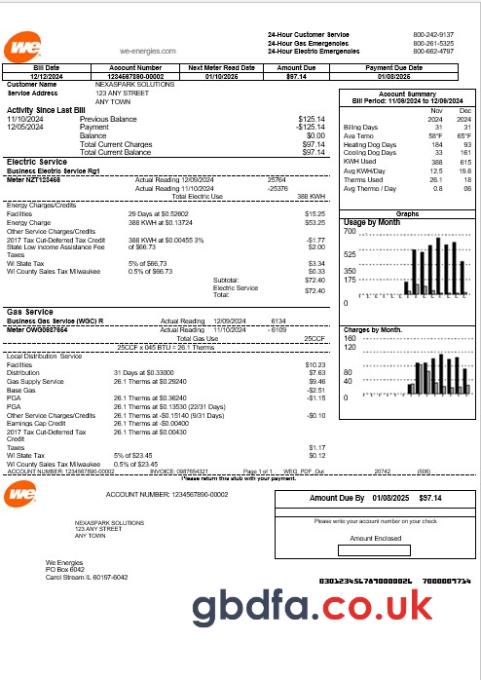 we
we-energies.com
24-Hour Customer Service 800-242-9137
24-Hour Gas Emergencies 800-261-5325
24-Hour Electric Emergencies 800-662-4797
Bill Date Account Number Next Meter Read Date Amount Due Payment Due Date
12/12/2024 1234567890-00002 01/10/2025 $97.14 01/08/2025
Customer Name NEXASPARK SOLUTIONS
Service Address 123 ANY STREET
ANY TOWN
Activity Since Last Bill
11/10/2024 Previous Balance $125.14
12/05/2024 Payment -$125.14
Balance $0.00
Total Current Charges $97.14
Total Current Balance $97.14
Electric Service
Business Electric Service Rg1
Meter NZT123468 Actual Reading 12/09/2024 25764
Actual Reading 11/10/2024 -25376
Total Electric Use 388 KWH
Energy Charges/Credits
Facilities 29 Days at $0.52602 $15.25
Energy Charge 388 KWH at $0.13724 $53.25
Other Service Charges/Credits
2017 Tax Cut-Deferred Tax Credit 388 KWH at $0.00455 3% -$1.77
State Low Income Assistance Fee of $66.73 $2.00
Taxes
WI State Tax 5% of $66.73 $3.34
WI County Sales Tax Milwaukee 0.5% of $66.73 $0.33
Subtotal: $72.40
Electric Service
Total: $72.40
Gas Service
Business Gas Service (WGC) R Actual Reading 12/09/2024 6134
Meter OWG0987654 Actual Reading 11/10/2024 - 6109
Total Gas Use 25CCF
25CCF x 045 BTU = 26.1 Therms
Local Distribution Service
Facilities $10.23
Distribution 31 Days at $0.33000 $7.63
Gas Supply Service 26.1 Therms at $0.29240 $9.46
Base Gas -$2.51
PGA 26.1 Therms at $0.36240 -$1.15
PGA 26.1 Therms at $0.13530 (22/31 Days)
Other Service Charges/Credits 26.1 Therms at -$0.15140 (9/31 Days) -$0.10
Earnings Cap Credit 26.1 Therms at -$0.00400
2017 Tax Cut-Deferred Tax 26.1 Therms at $0.00430
Credit
Taxes $1.17
WI State Tax 5% of $23.45 $0.12
WI County Sales Tax Milwaukee 0.5% of $23.45
ACCOUNT NUMBER: 1234567890-00002 INVOICE: 0987654321 Page 1 of 1 WEQ_PDF_Out 20742
Please return this stub with your payment.
Account Summary
Bill Period: 11/09/2024 to 12/09/2024
Nov Dec
2024 2024
Billing Days 31 31
Avg Temp 58°F 65°F
Heating Dog Days 184 93
Cooling Dog Days 33 161
KWH Used 388 615
Avg KWH/Day 12.5 19.8
Therms Used 26.1 18
Avg Therms / Day 0.8 06
Graphs
Usage by Month
700
525
350
175
0
Charges by Month.
160
120
80
40
0
we
ACCOUNT NUMBER: 1234567890-00002
Amount Due By 01/08/2025 $97.14
NEXASPARK SOLUTIONS
123 ANY STREET
ANY TOWN
Please write your account number on your check
Amount Enclosed
We Energies
PO Box 6042
Carol Stream IL 60197-6042
gbdfa.co.uk